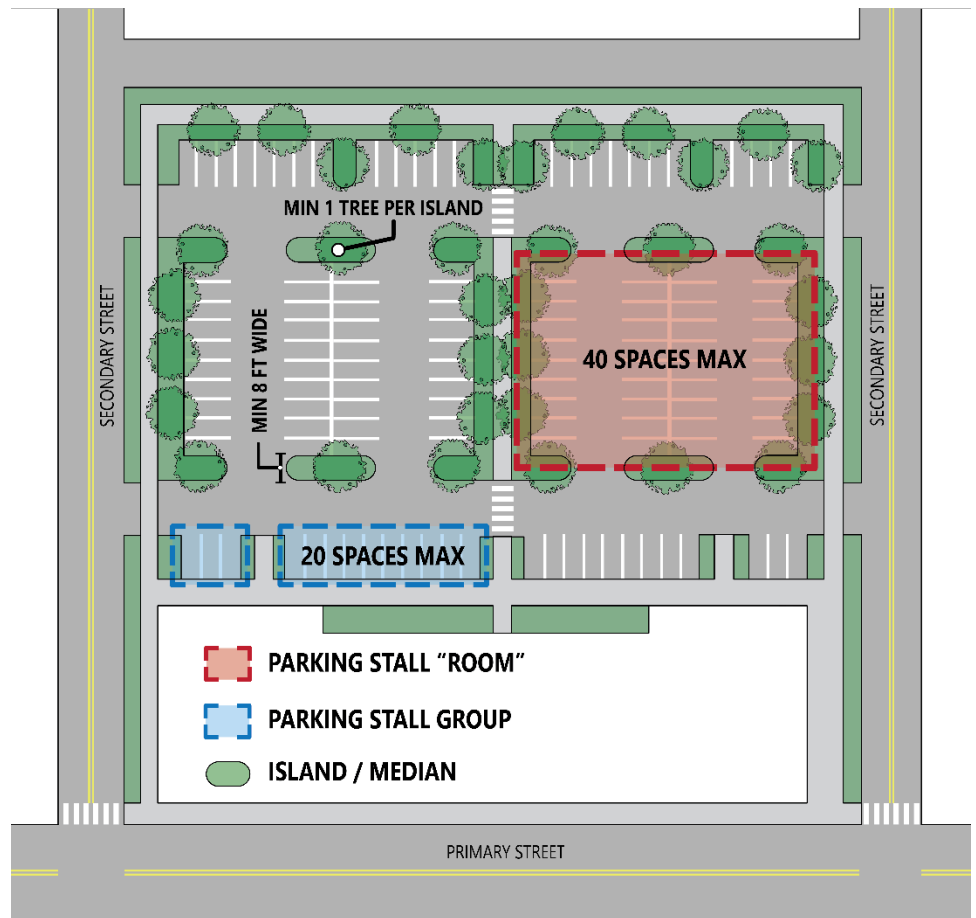 MIN 1 TREE PER ISLAND
SECONDARY STREET
MIN 8 FT WIDE
40 SPACES MAX
SECONDARY STREET
20 SPACES MAX
PARKING STALL “ROOM”
PARKING STALL GROUP
ISLAND / MEDIAN
PRIMARY STREET